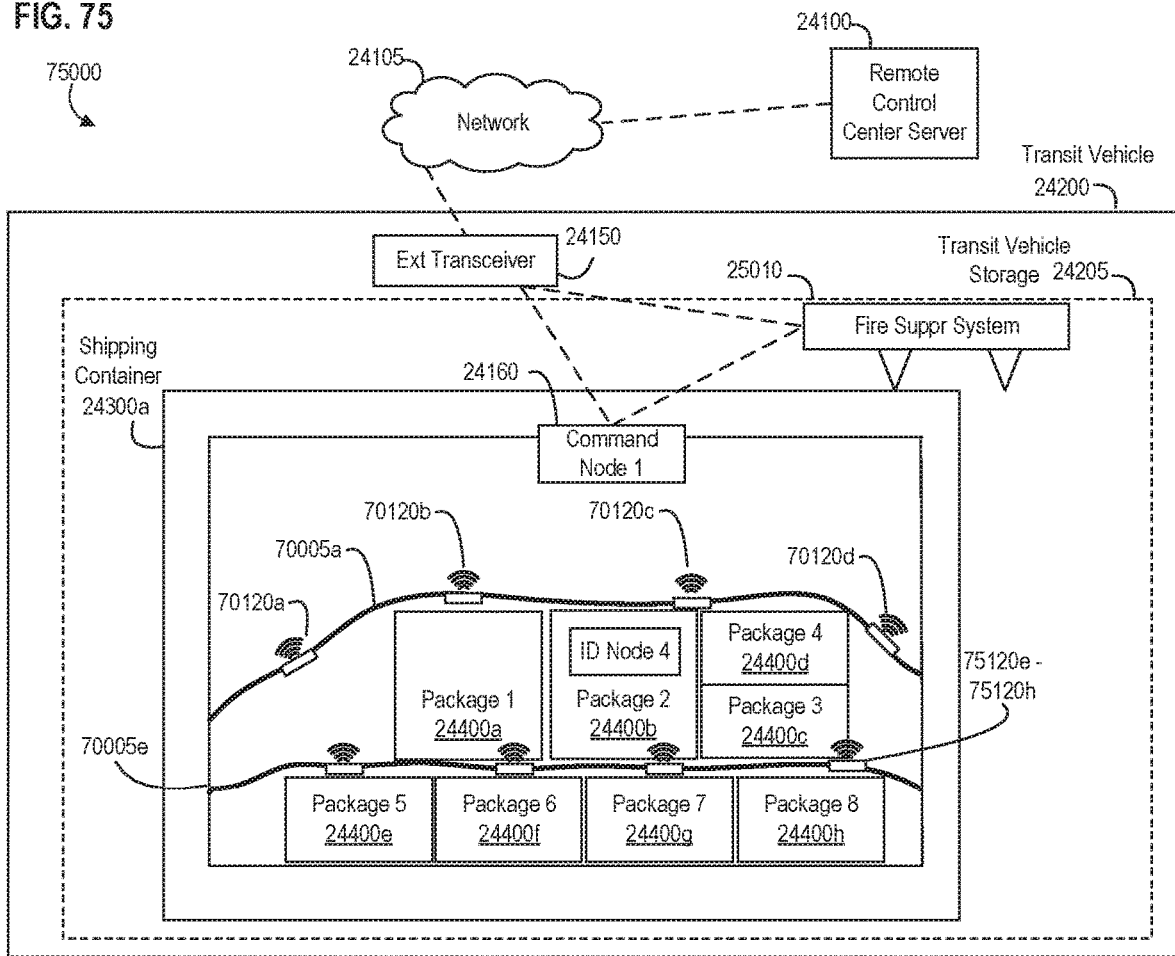 FIG. 75
75000
24105
Network
24100
Remote
Control
Center Server
Transit Vehicle
24200
Ext Transceiver
24150
Transit Vehicle
Storage 24205
25010
Fire Suppr System
Shipping
Container
24300a
24160
Command
Node 1
70120b
70120c
70005a
70120d
70120a
ID Node 4
Package 4
24400d
75120e -
75120h
Package 1
24400a
Package 2
24400b
Package 3
24400c
70005e
Package 5
24400e
Package 6
24400f
Package 7
24400g
Package 8
24400h